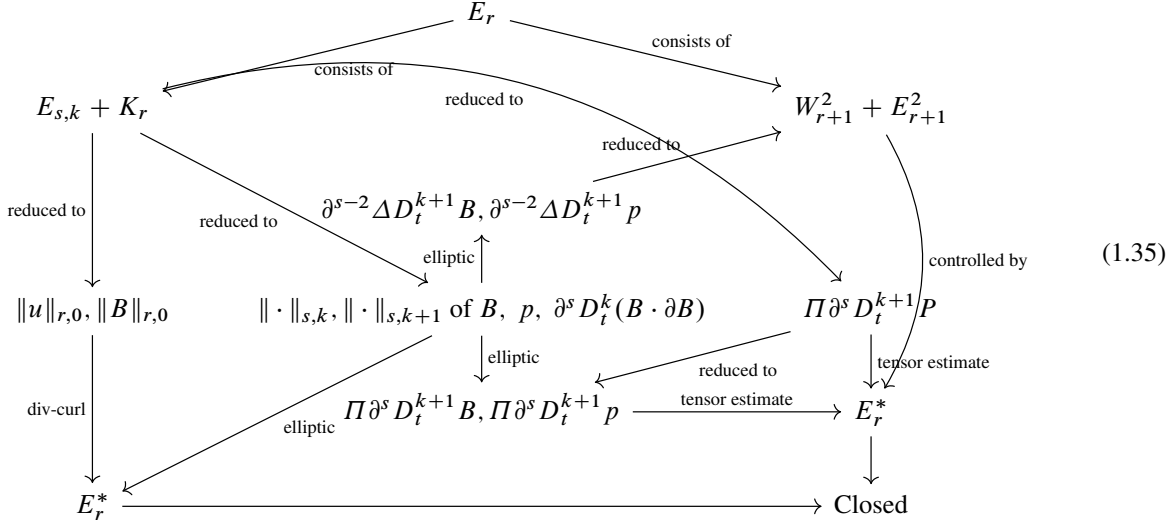 E_r
consists of
consists of
reduced to
E_{s,k} + K_r
W^2_{r+1} + E^2_{r+1}
reduced to
∂^{s−2}ΔD_t^{k+1}B, ∂^{s−2}ΔD_t^{k+1}p
reduced to
reduced to
elliptic
controlled by
(1.35)
‖u‖_{r,0}, ‖B‖_{r,0}
‖·‖_{s,k}, ‖·‖_{s,k+1} of B, p, ∂^s D_t^k(B · ∂B)
Π∂^s D_t^{k+1}P
elliptic
tensor estimate
reduced to
div-curl
elliptic
Π∂^s D_t^{k+1}B, Π∂^s D_t^{k+1}p
tensor estimate
E_r^*
E_r^*
Closed